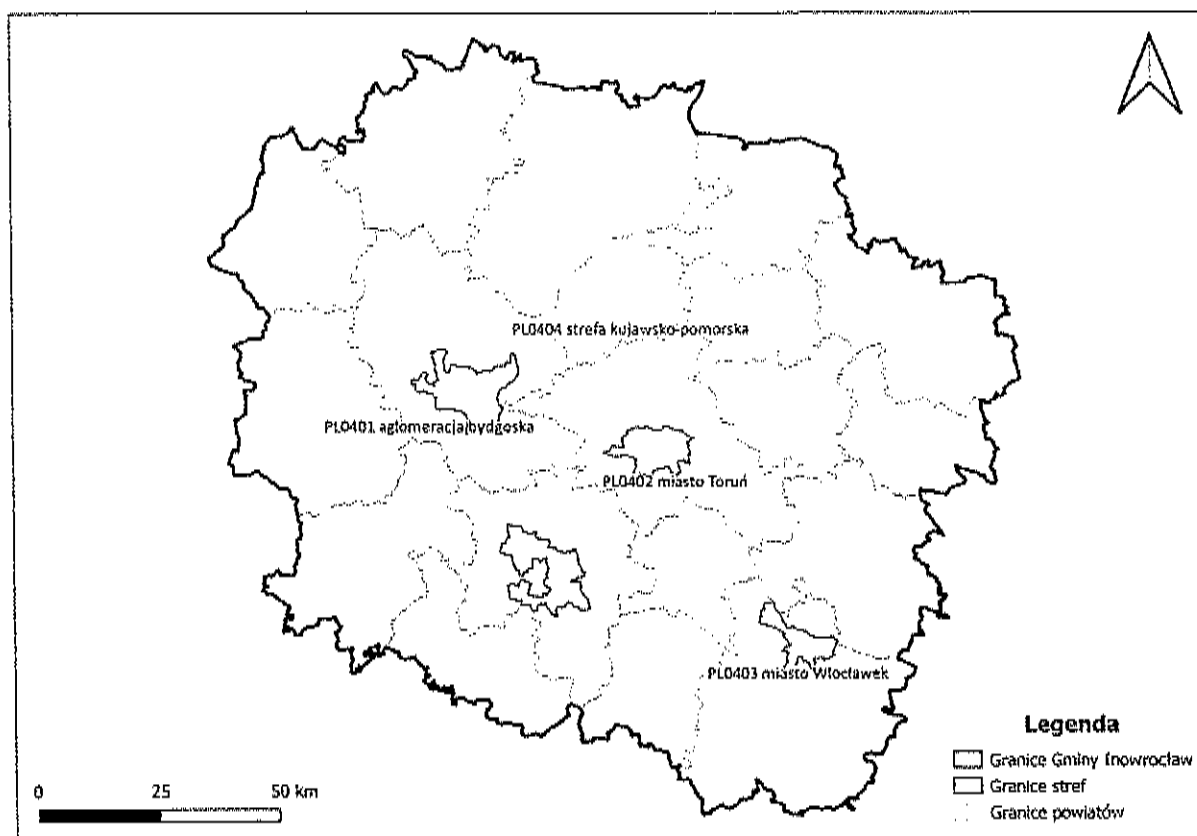 PL0404 strefa kujawsko-pomorska
PL0401 aglomeracja bydgoska
PL0402 miasto Toruń
PL0403 miasto Włocławek
Legenda
Granice Gminy Inowrocław
Granice stref
Granice powiatów
0 25 50 km